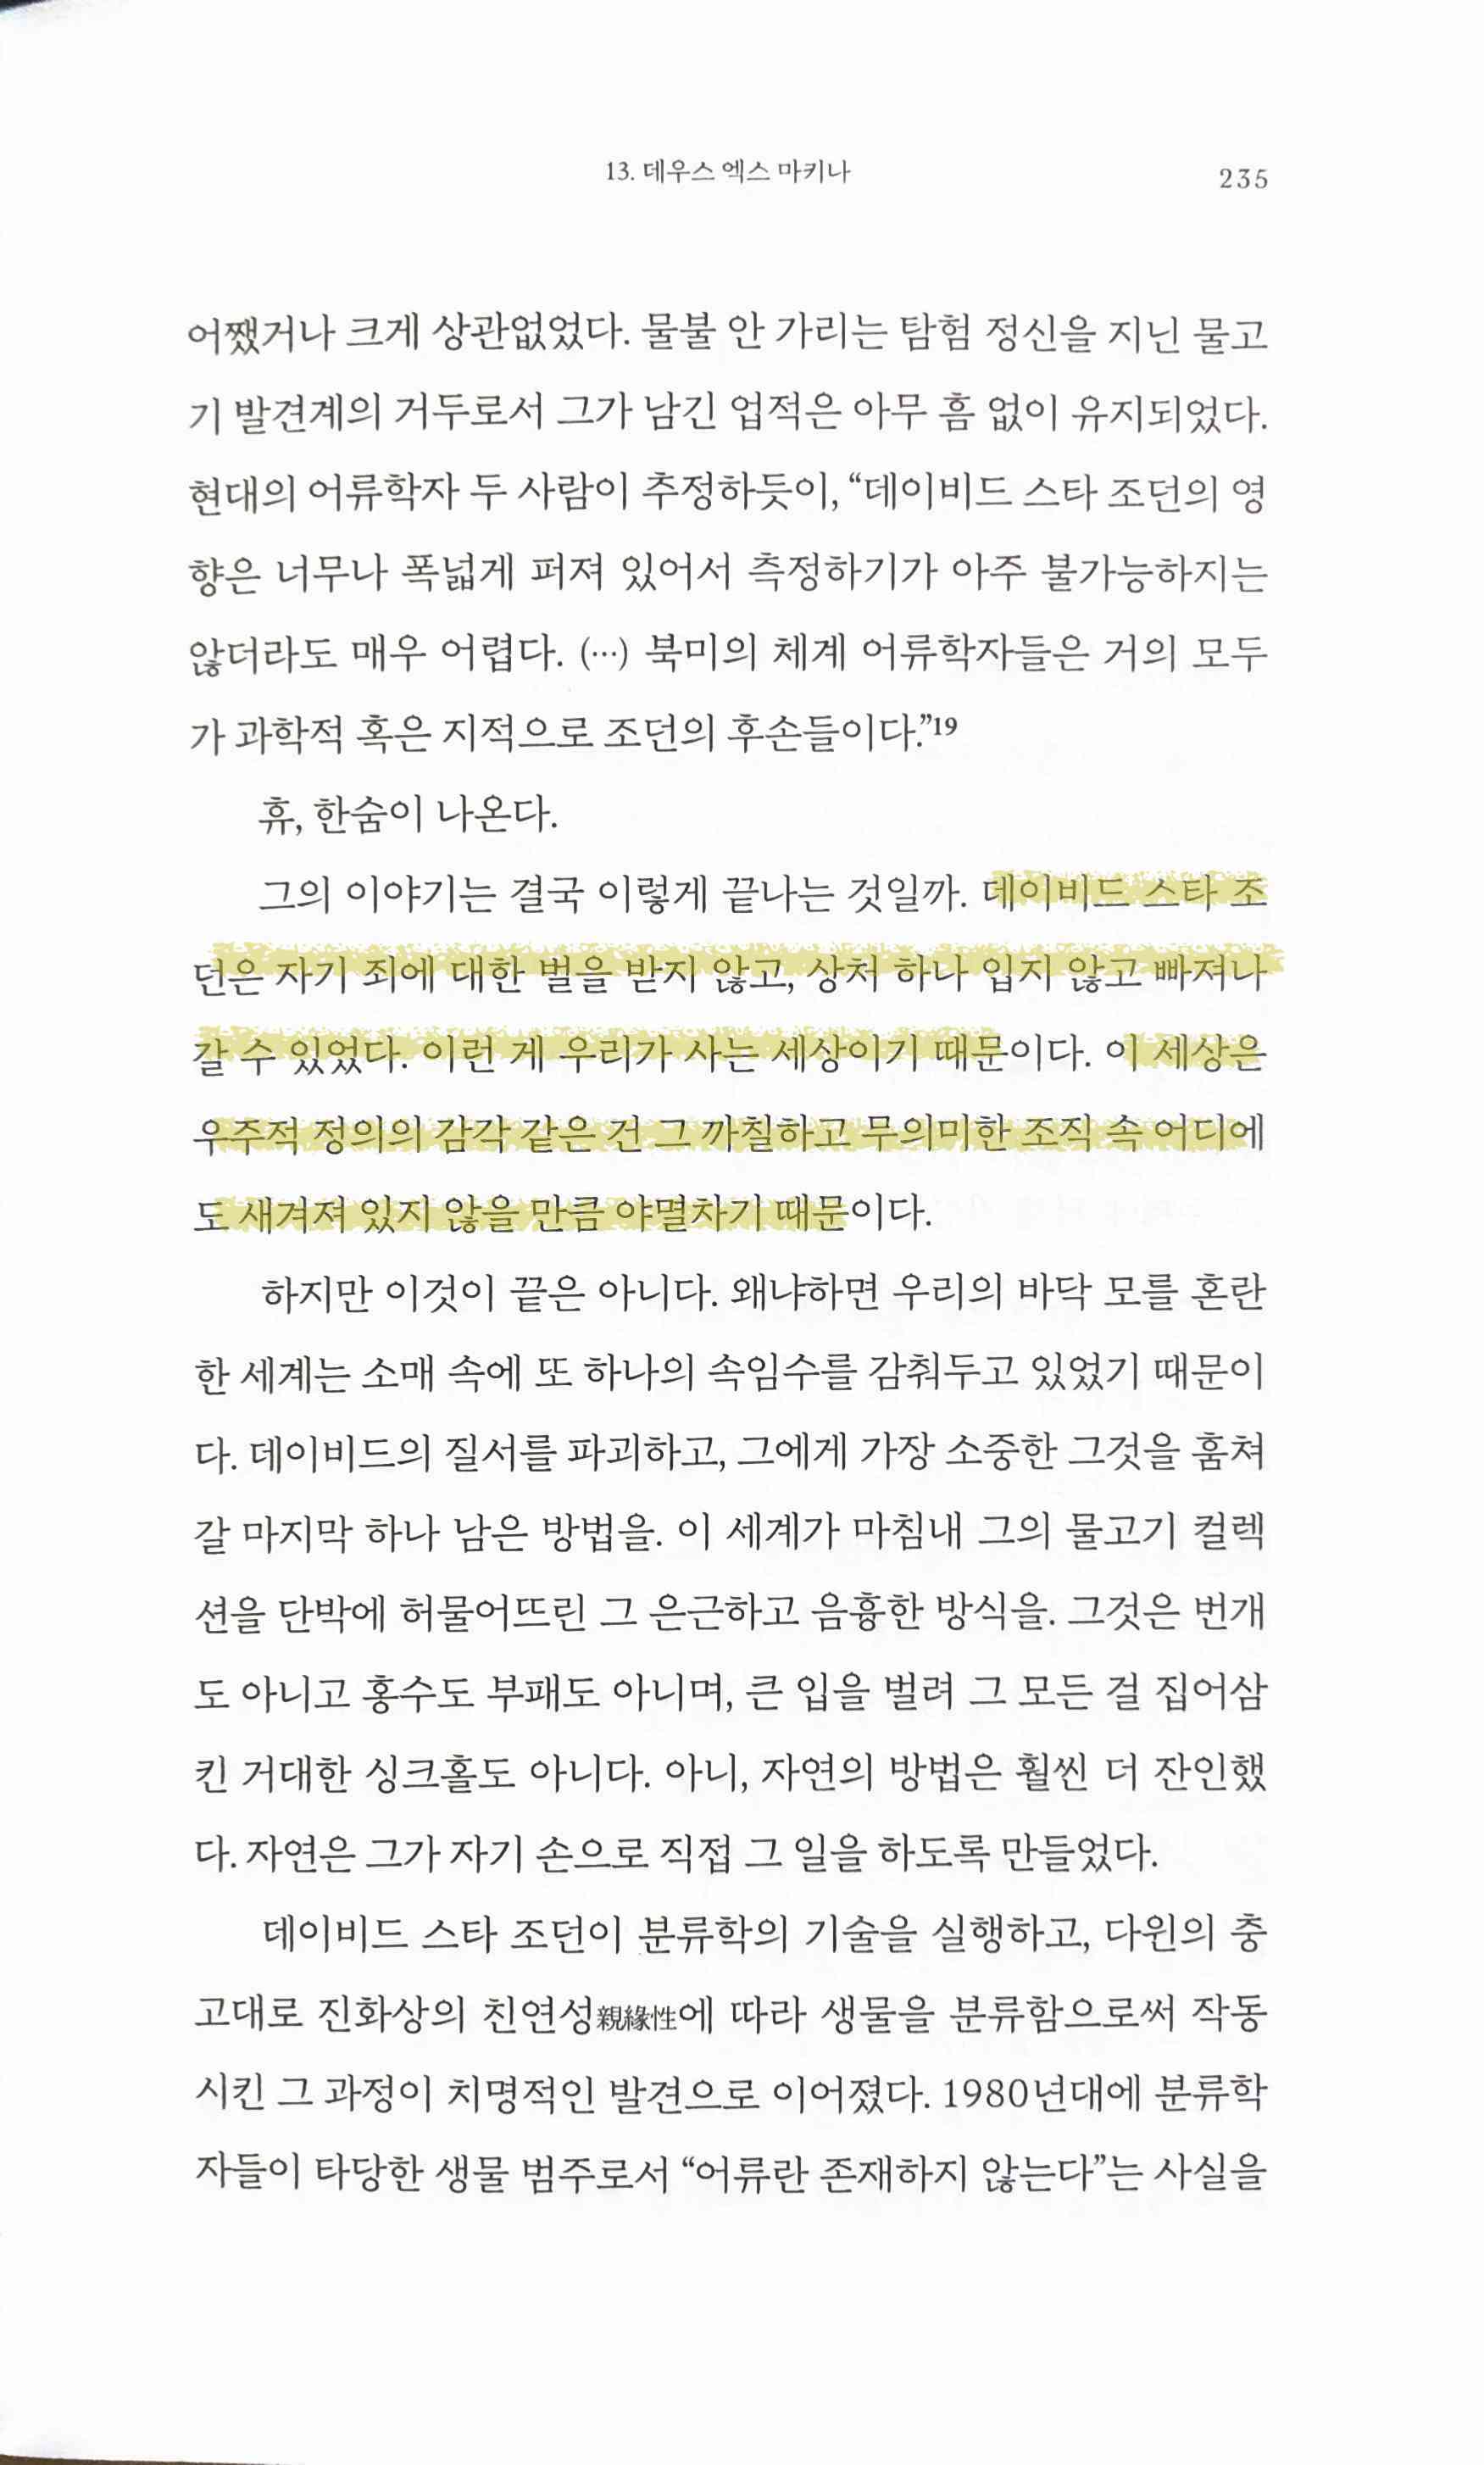 13. 데우스 엑스 마키나
235
어쨌거나 크게 상관없었다. 물불 안 가리는 탐험 정신을 지닌 물고
기 발견계의 거두로서 그가 남긴 업적은 아무 흠 없이 유지되었다.
현대의 어류학자 두 사람이 추정하듯이, “데이비드 스타 조던의 영
향은 너무나 폭넓게 퍼져 있어서 측정하기가 아주 불가능하지는
않더라도 매우 어렵다. (…) 북미의 체계 어류학자들은 거의 모두
가 과학적 혹은 지적으로 조던의 후손들이다.”19
휴, 한숨이 나온다.
그의 이야기는 결국 이렇게 끝나는 것일까. 데이비드 스타 조
던은 자기 죄에 대한 벌을 받지 않고, 상처 하나 입지 않고 빠져나
갈 수 있었다. 이런 게 우리가 사는 세상이기 때문이다. 이 세상은
우주적 정의의 감각 같은 건 그 까칠하고 무의미한 조직 속 어디에
도 새겨져 있지 않을 만큼 야멸차기 때문이다.
하지만 이것이 끝은 아니다. 왜냐하면 우리의 바닥 모를 혼란
한 세계는 소매 속에 또 하나의 속임수를 감춰두고 있었기 때문이
다. 데이비드의 질서를 파괴하고, 그에게 가장 소중한 그것을 훔쳐
갈 마지막 하나 남은 방법을. 이 세계가 마침내 그의 물고기 컬렉
션을 단박에 허물어뜨린 그 은근하고 음흉한 방식을. 그것은 번개
도 아니고 홍수도 부패도 아니며, 큰 입을 벌려 그 모든 걸 집어삼
킨 거대한 싱크홀도 아니다. 아니, 자연의 방법은 훨씬 더 잔인했
다. 자연은 그가 자기 손으로 직접 그 일을 하도록 만들었다.
데이비드 스타 조던이 분류학의 기술을 실행하고, 다윈의 충
고대로 진화상의 친연성親緣性에 따라 생물을 분류함으로써 작동
시킨 그 과정이 치명적인 발견으로 이어졌다. 1980년대에 분류학
자들이 타당한 생물 범주로서 “어류란 존재하지 않는다”는 사실을